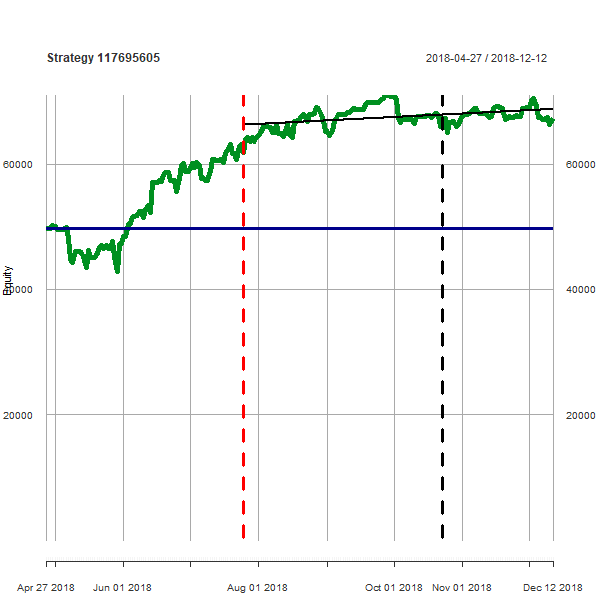 Strategy 117695605
2018-04-27 / 2018-12-12
60000
60000
Equity
40000
40000
20000
20000
Apr 27 2018
Jun 01 2018
Aug 01 2018
Oct 01 2018
Nov 01 2018
Dec 12 2018